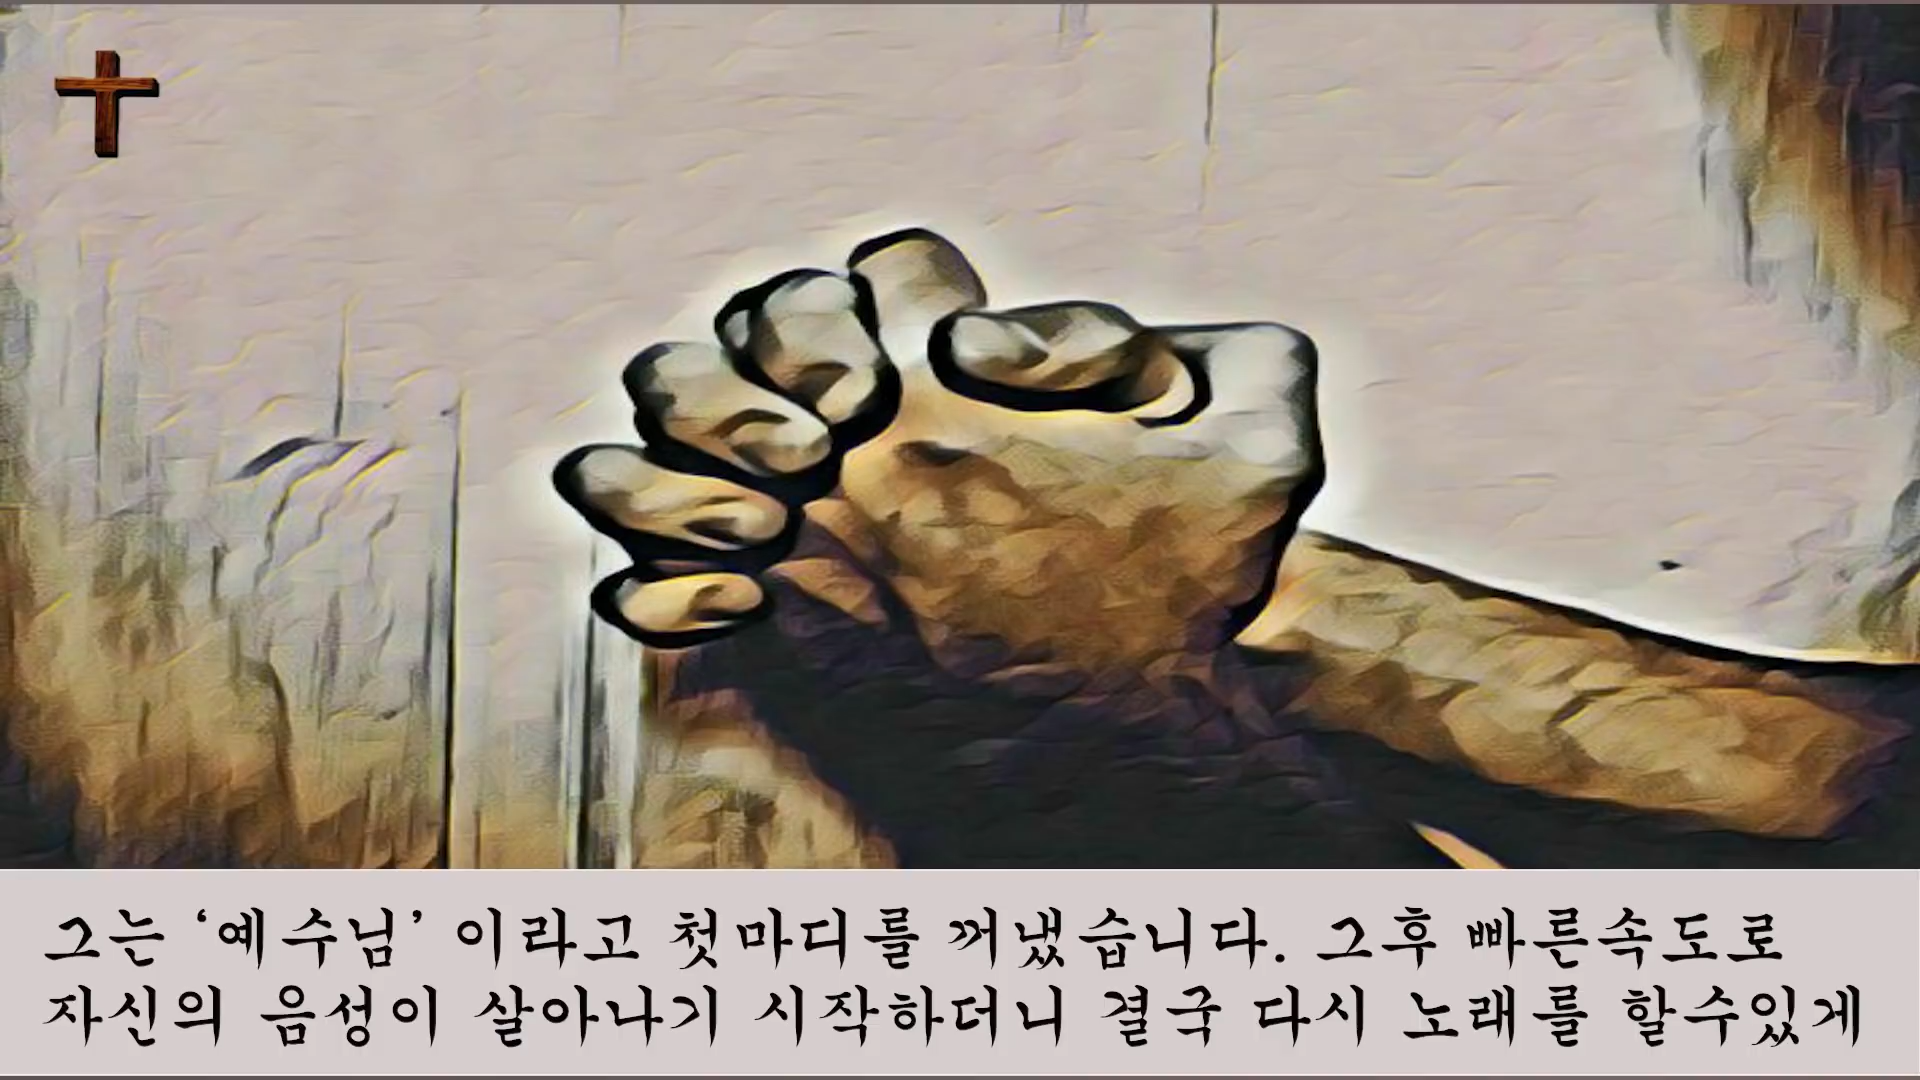 그는 ‘예수님’ 이라고 첫마디를 꺼냈습니다. 그후 빠른속도로
자신의 음성이 살아나기 시작하더니 결국 다시 노래를 할수있게